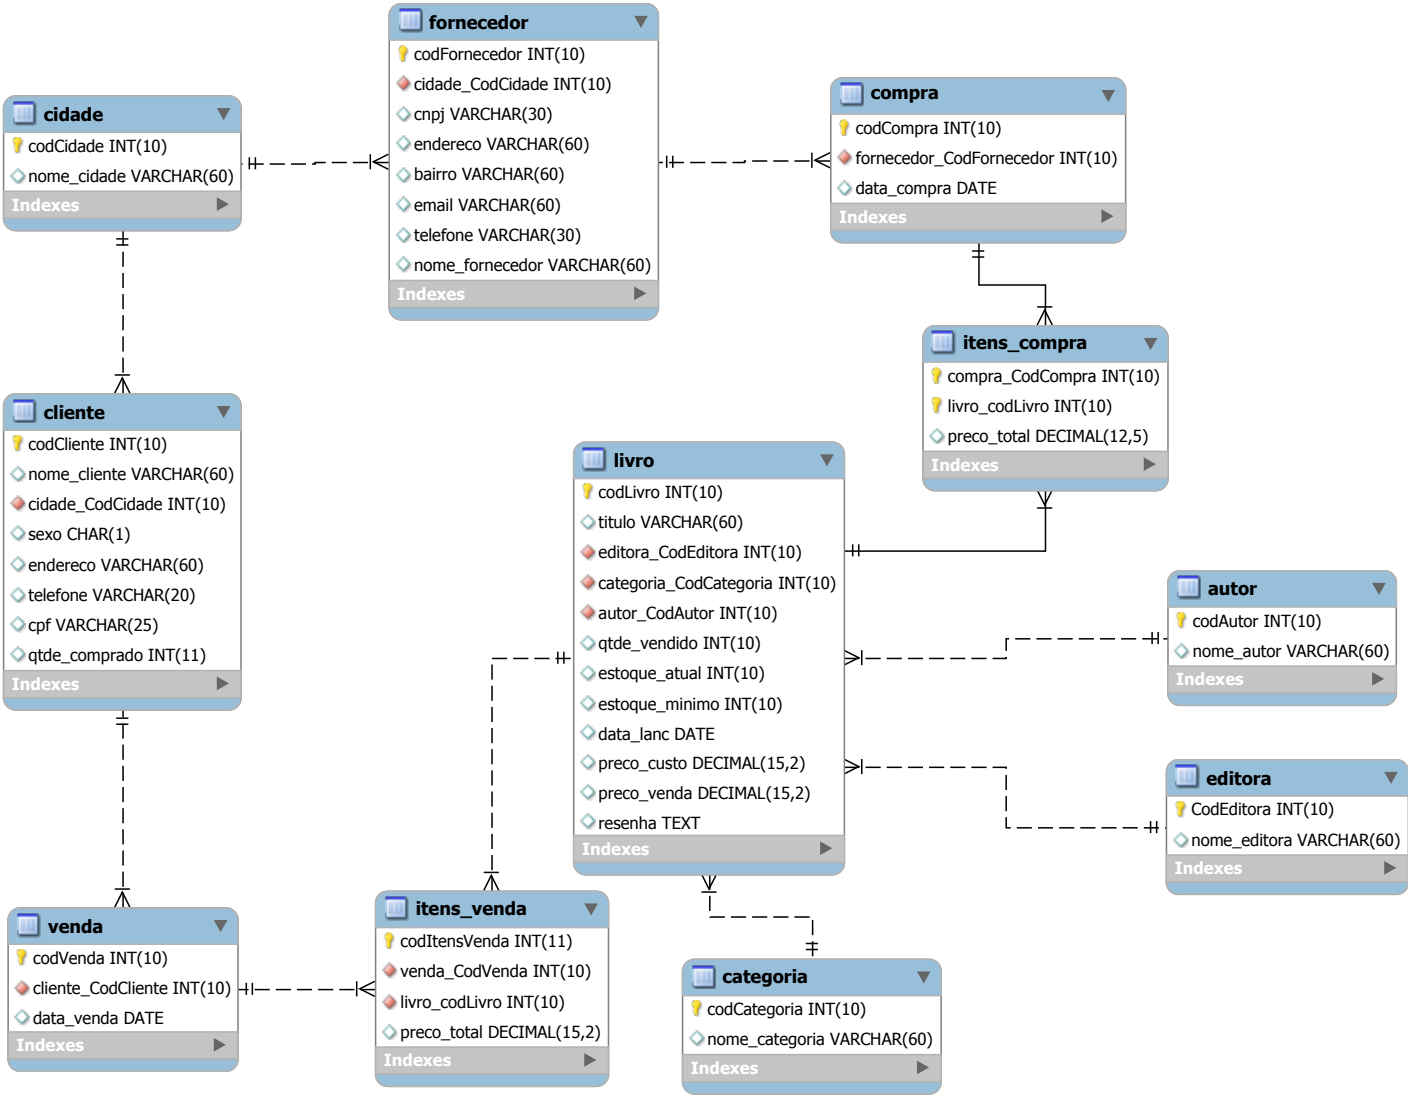 fornecedor
codFornecedor INT(10)
cidade_CodCidade INT(10)
cnpj VARCHAR(30)
endereco VARCHAR(60)
bairro VARCHAR(60)
email VARCHAR(60)
telefone VARCHAR(30)
nome_fornecedor VARCHAR(60)
Indexes
cidade
codCidade INT(10)
nome_cidade VARCHAR(60)
Indexes
compra
codCompra INT(10)
fornecedor_CodFornecedor INT(10)
data_compra DATE
Indexes
itens_compra
compra_CodCompra INT(10)
livro_codLivro INT(10)
preco_total DECIMAL(12,5)
Indexes
cliente
codCliente INT(10)
nome_cliente VARCHAR(60)
cidade_CodCidade INT(10)
sexo CHAR(1)
endereco VARCHAR(60)
telefone VARCHAR(20)
cpf VARCHAR(25)
qtde_comprado INT(11)
Indexes
livro
codLivro INT(10)
titulo VARCHAR(60)
editora_CodEditora INT(10)
categoria_CodCategoria INT(10)
autor_CodAutor INT(10)
qtde_vendido INT(10)
estoque_atual INT(10)
estoque_minimo INT(10)
data_lanc DATE
preco_custo DECIMAL(15,2)
preco_venda DECIMAL(15,2)
resenha TEXT
Indexes
autor
codAutor INT(10)
nome_autor VARCHAR(60)
Indexes
editora
CodEditora INT(10)
nome_editora VARCHAR(60)
Indexes
venda
codVenda INT(10)
cliente_CodCliente INT(10)
data_venda DATE
Indexes
itens_venda
codItensVenda INT(11)
venda_CodVenda INT(10)
livro_codLivro INT(10)
preco_total DECIMAL(15,2)
Indexes
categoria
codCategoria INT(10)
nome_categoria VARCHAR(60)
Indexes